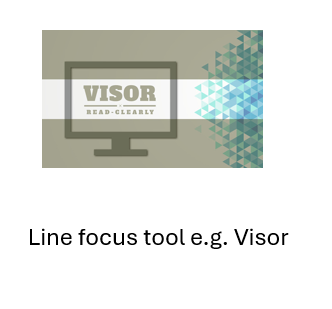 VISOR
READ-CLEARLY
Line focus tool e.g. Visor